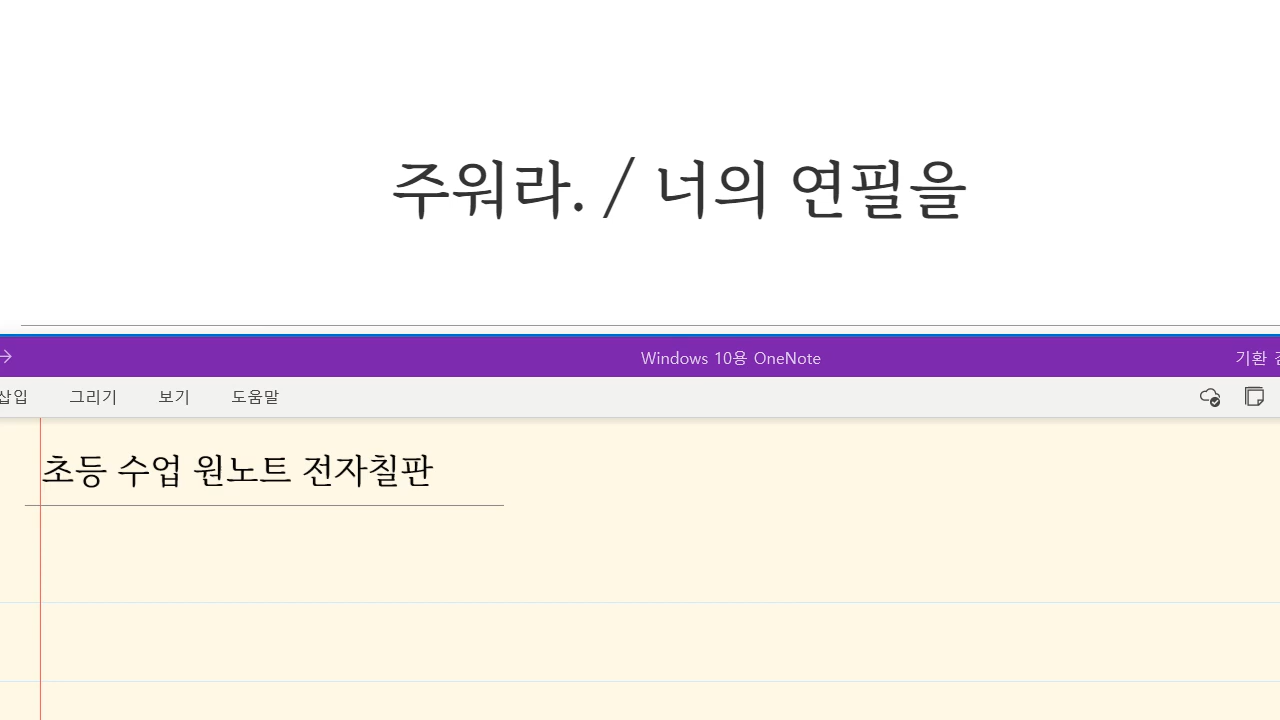 주워라. / 너의 연필을
Windows 10용 OneNote
기환
삽입 그리기 보기 도움말
초등 수업 원노트 전자칠판